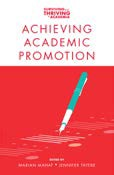 SURVIVING AND
THRIVING
IN ACADEMIA
ACHIEVING
ACADEMIC
PROMOTION
EDITED BY
MARIAN MAHAT • JENNIFER TATEBE